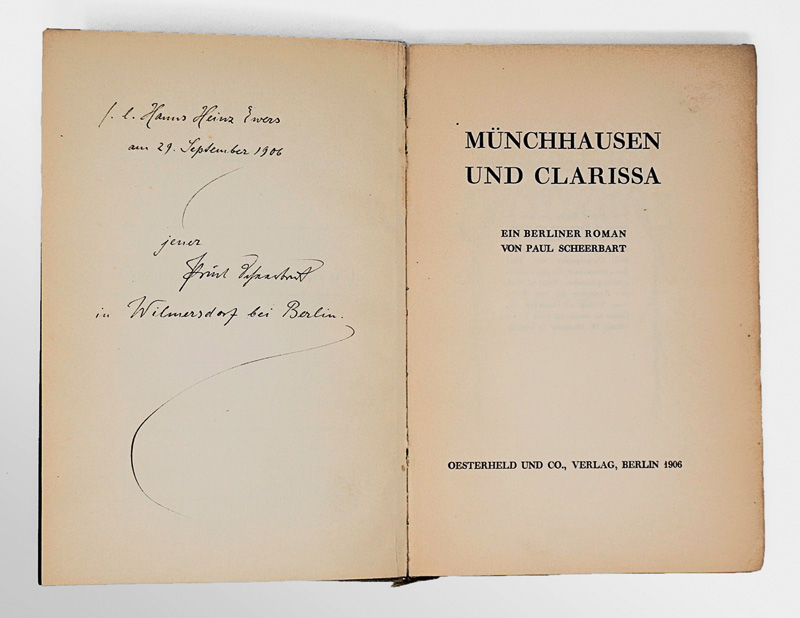 s. l. Hanns Heinz Ewers
am 29. September 1906
jener
Paul Scheerbart
in Wilmersdorf bei Berlin.
MÜNCHHAUSEN
UND CLARISSA
EIN BERLINER ROMAN
VON PAUL SCHEERBART
OESTERHELD UND CO., VERLAG, BERLIN 1906